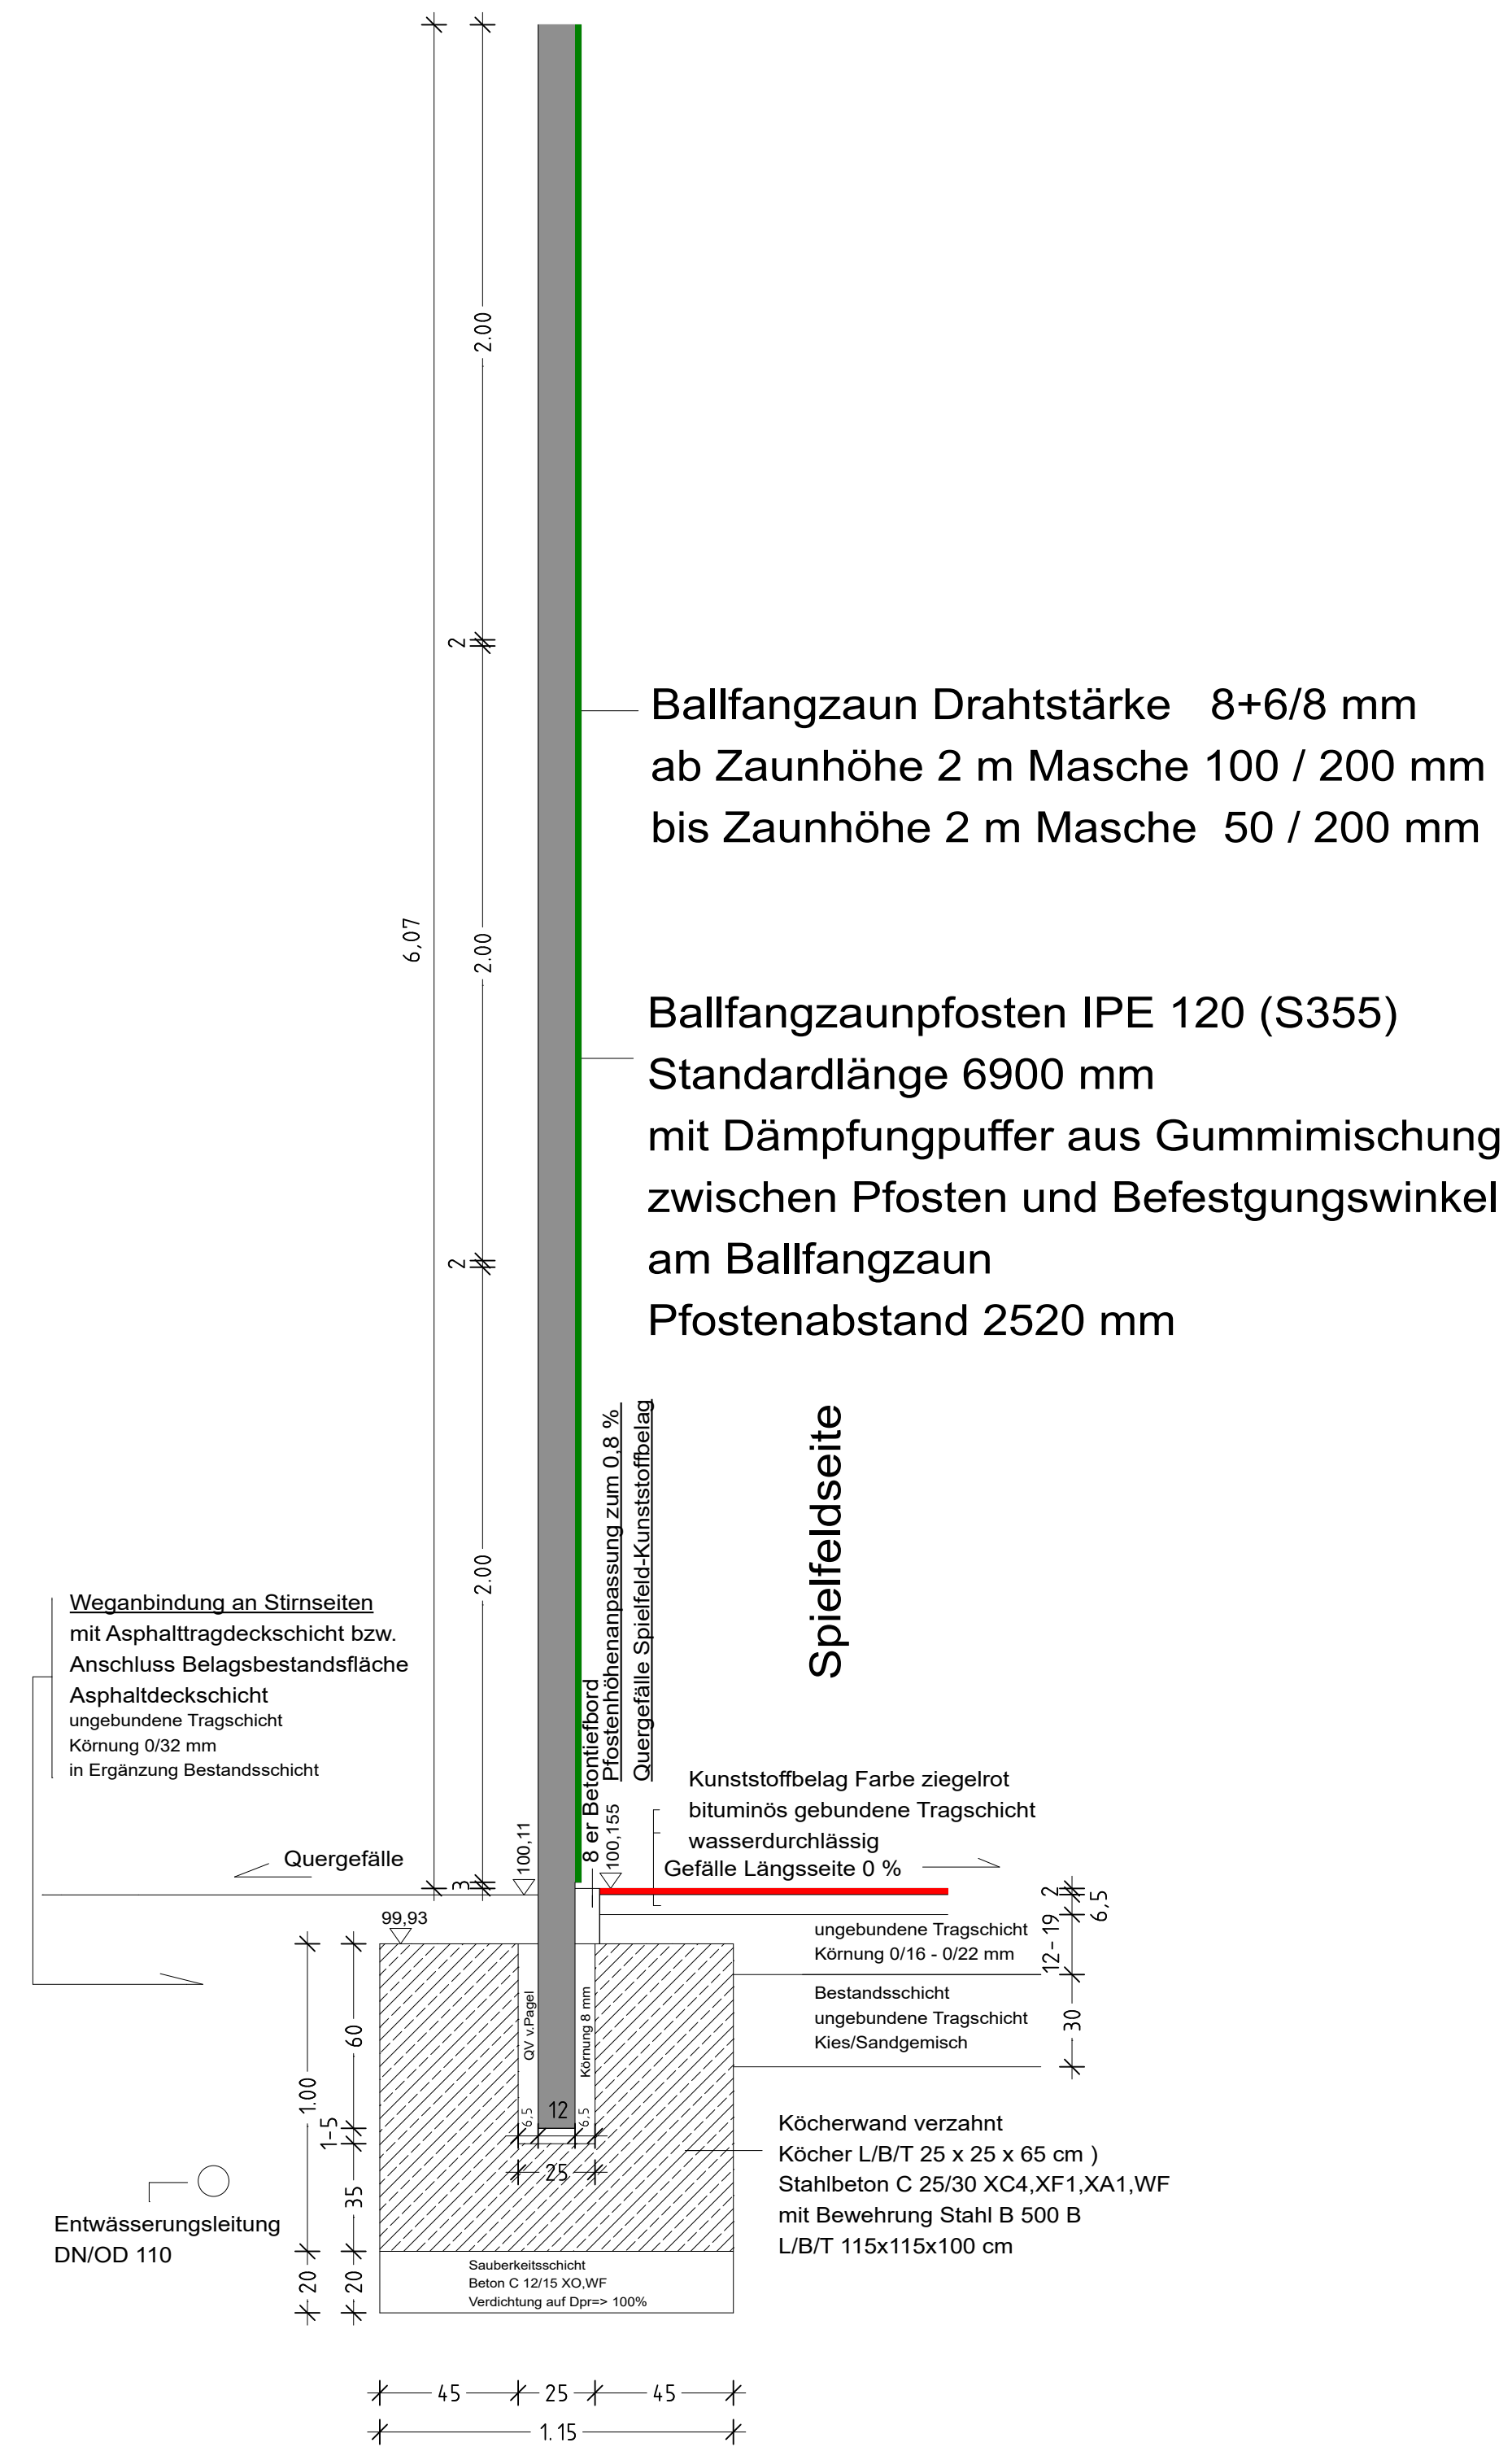 2.00
2
Ballfangzaun Drahtstärke 8+6/8 mm
ab Zaunhöhe 2 m Masche 100 / 200 mm
bis Zaunhöhe 2 m Masche 50 / 200 mm
6,07
2.00
Ballfangzaunpfosten IPE 120 (S355)
Standardlänge 6900 mm
mit Dämpfungpuffer aus Gummimischung
zwischen Pfosten und Befestgungswinkel
am Ballfangzaun
Pfostenabstand 2520 mm
2
2.00
8 er Betontiefbord
Pfostenhöhenanpassung zum 0,8 %
Quergefälle Spielfeld-Kunststoffbelag
Spielfeldseite
Weganbindung an Stirnseiten
mit Asphalttragdeckschicht bzw.
Anschluss Belagsbestandsfläche
Asphaltdeckschicht
ungebundene Tragschicht
Körnung 0/32 mm
in Ergänzung Bestandsschicht
Kunststoffbelag Farbe ziegelrot
bituminös gebundene Tragschicht
wasserdurchlässig
Gefälle Längsseite 0 %
Quergefälle
3
100,11
100,155
99,93
2
6,5
12- 19
30
ungebundene Tragschicht
Körnung 0/16 - 0/22 mm
Bestandsschicht
ungebundene Tragschicht
Kies/Sandgemisch
1.00
60
1-5
35
QV v.Pagel
Körnung 8 mm
6,5
12
6,5
25
Köcherwand verzahnt
Köcher L/B/T 25 x 25 x 65 cm )
Stahlbeton C 25/30 XC4,XF1,XA1,WF
mit Bewehrung Stahl B 500 B
L/B/T 115x115x100 cm
Entwässerungsleitung
DN/OD 110
20
20
Sauberkeitsschicht
Beton C 12/15 XO,WF
Verdichtung auf Dpr=> 100%
45
25
45
1.15